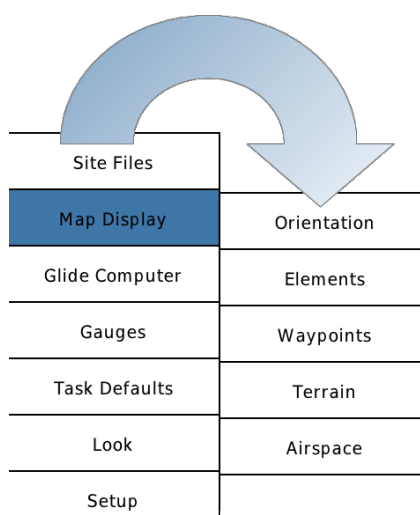 Site Files
Map Display
Glide Computer
Gauges
Task Defaults
Look
Setup
Orientation
Elements
Waypoints
Terrain
Airspace